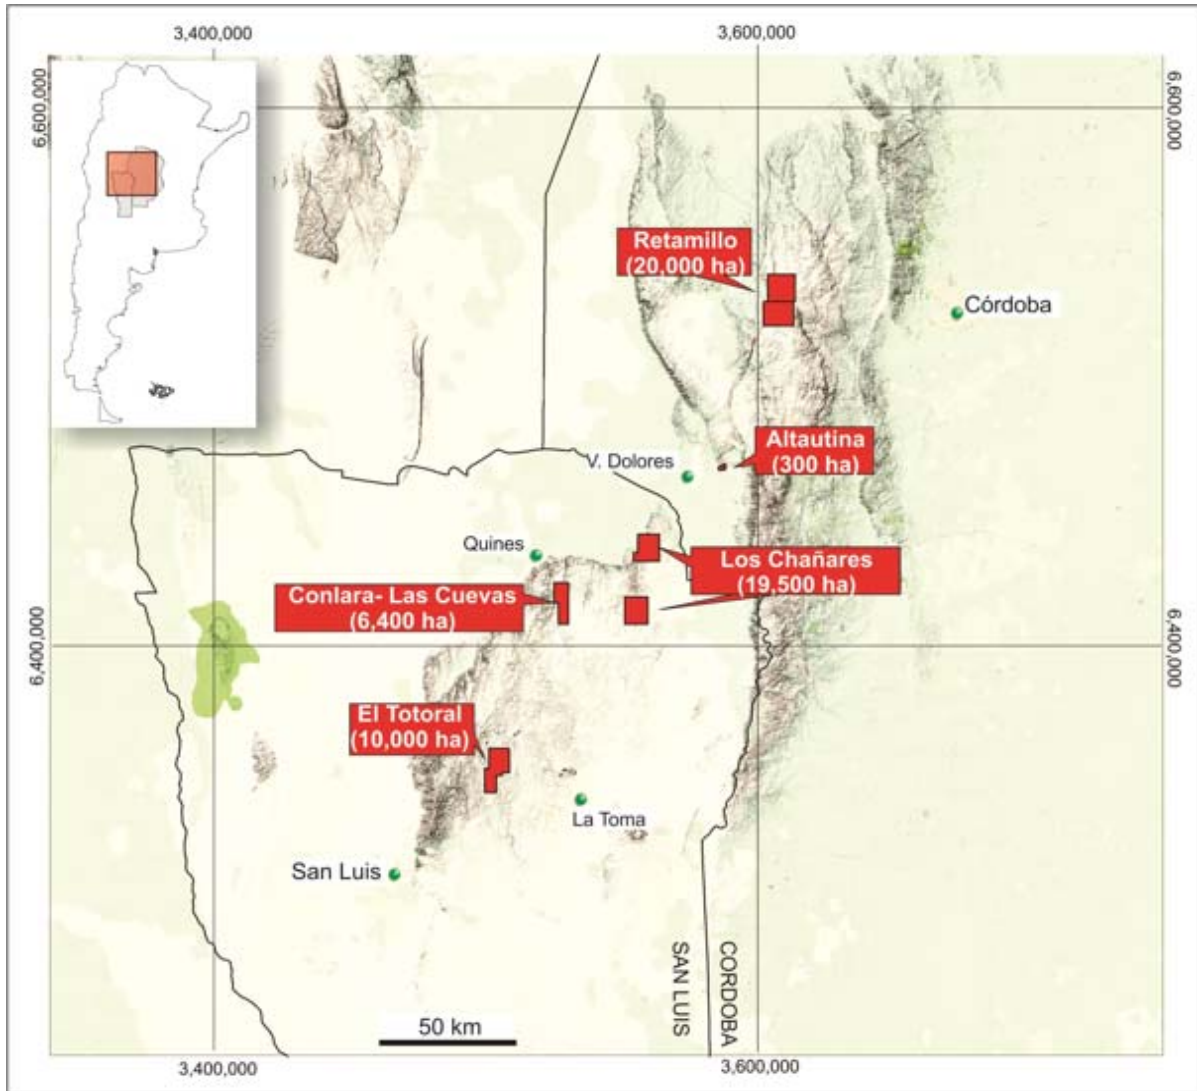 3,400,000
3,600,000
6,600,000
6,600,000
Retamillo
(20,000 ha)
Córdoba
Altautina
(300 ha)
V. Dolores
Quines
Los Chañares
(19,500 ha)
Conlara- Las Cuevas
(6,400 ha)
6,400,000
6,400,000
El Totoral
(10,000 ha)
La Toma
San Luis
SAN LUIS
CORDOBA
50 km
3,400,000
3,600,000